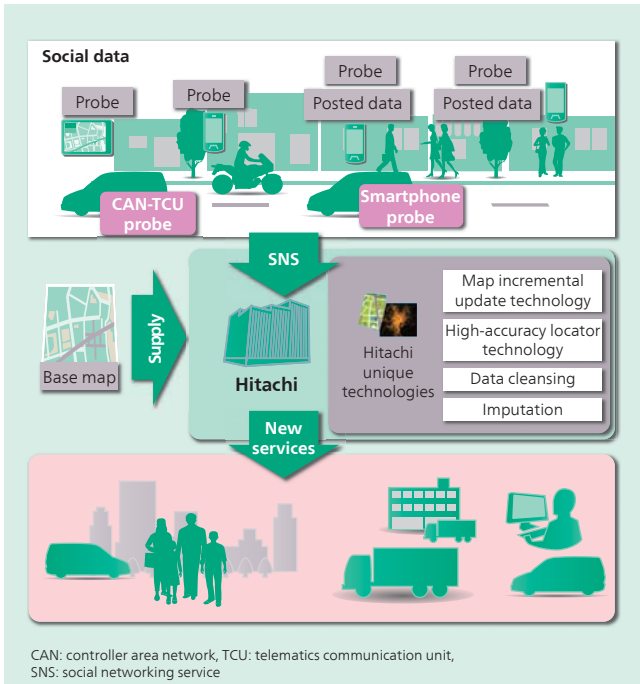 Social data
Probe
Probe
Probe
Posted data
Probe
Posted data
CAN-TCU
probe
Smartphone
probe
SNS
Base map
Supply
Hitachi
Hitachi
unique
technologies
Map incremental
update technology
High-accuracy locator
technology
Data cleansing
Imputation
New
services
CAN: controller area network, TCU: telematics communication unit,
SNS: social networking service